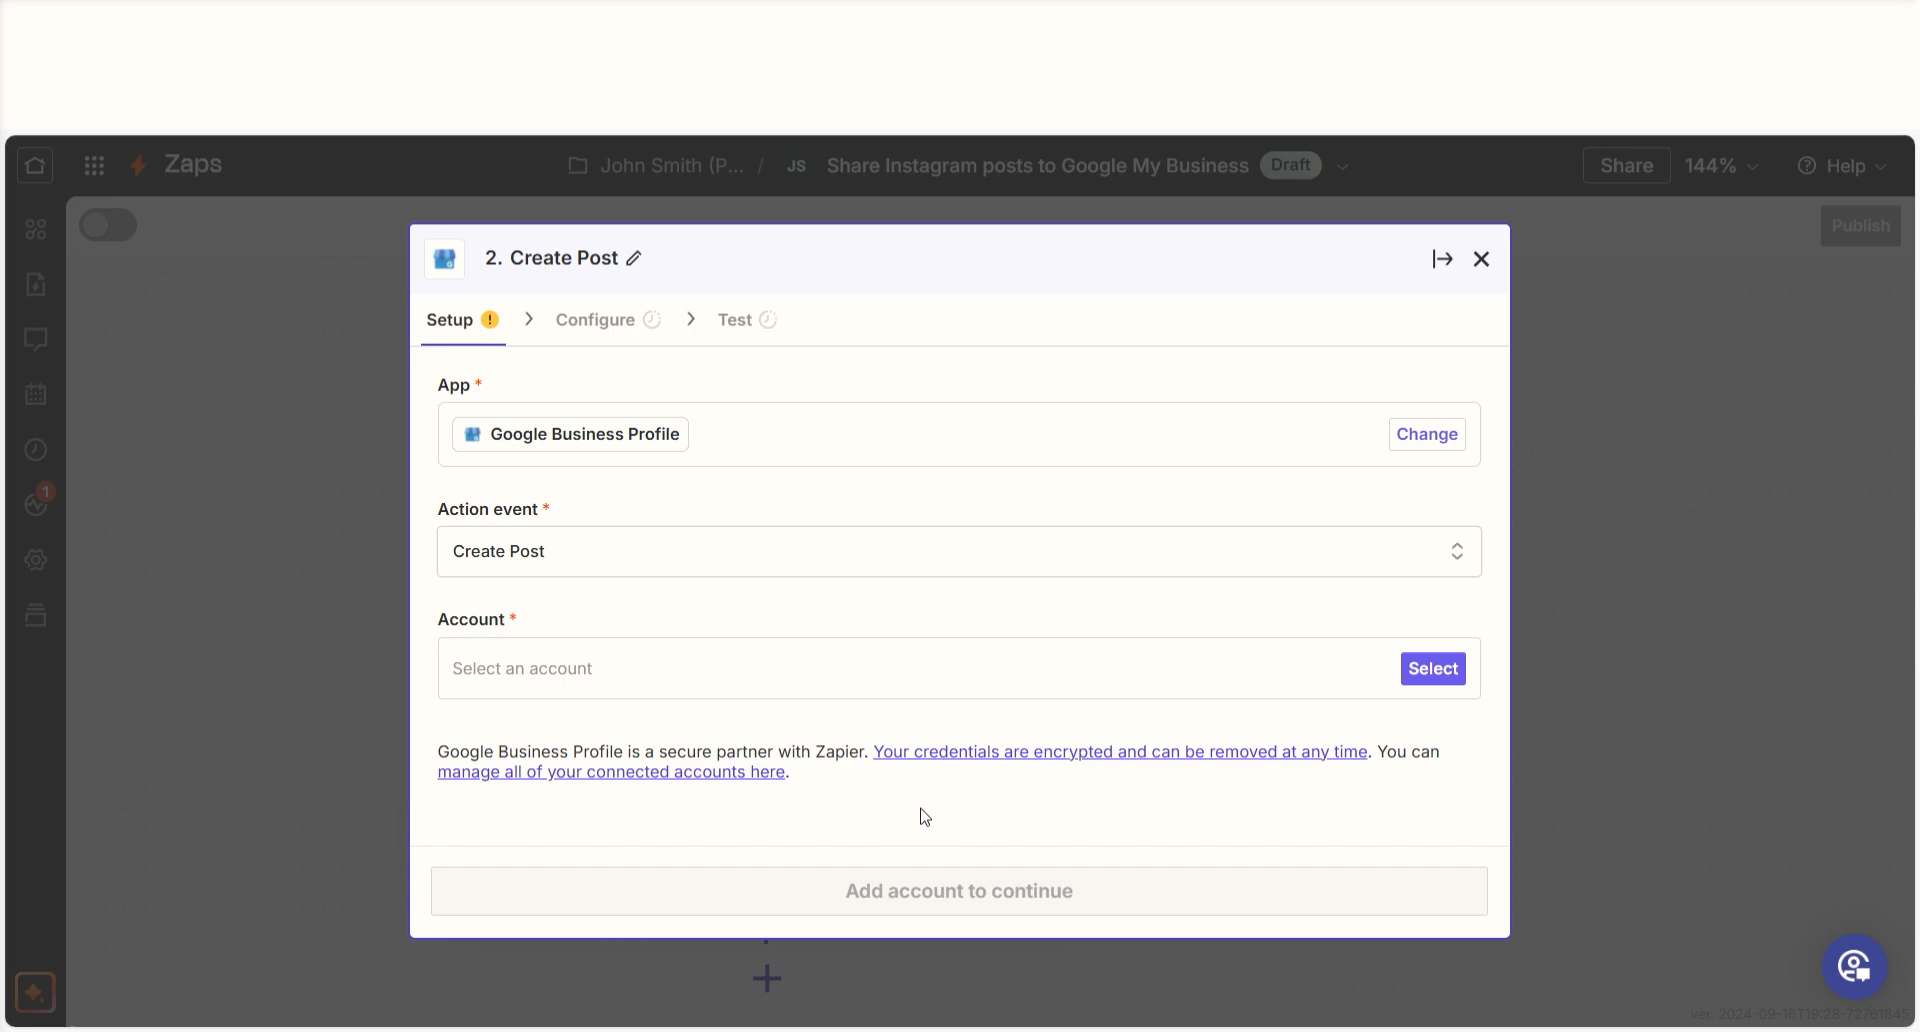 Zaps
John Smith (P... / JS Share Instagram posts to Google My Business Draft
Share 144% Help
Publish
2. Create Post
Setup ! Configure Test
App *
Google Business Profile Change
Action event *
Create Post
Account *
Select an account Select
Google Business Profile is a secure partner with Zapier. Your credentials are encrypted and can be removed at any time. You can
manage all of your connected accounts here.
Add account to continue
1